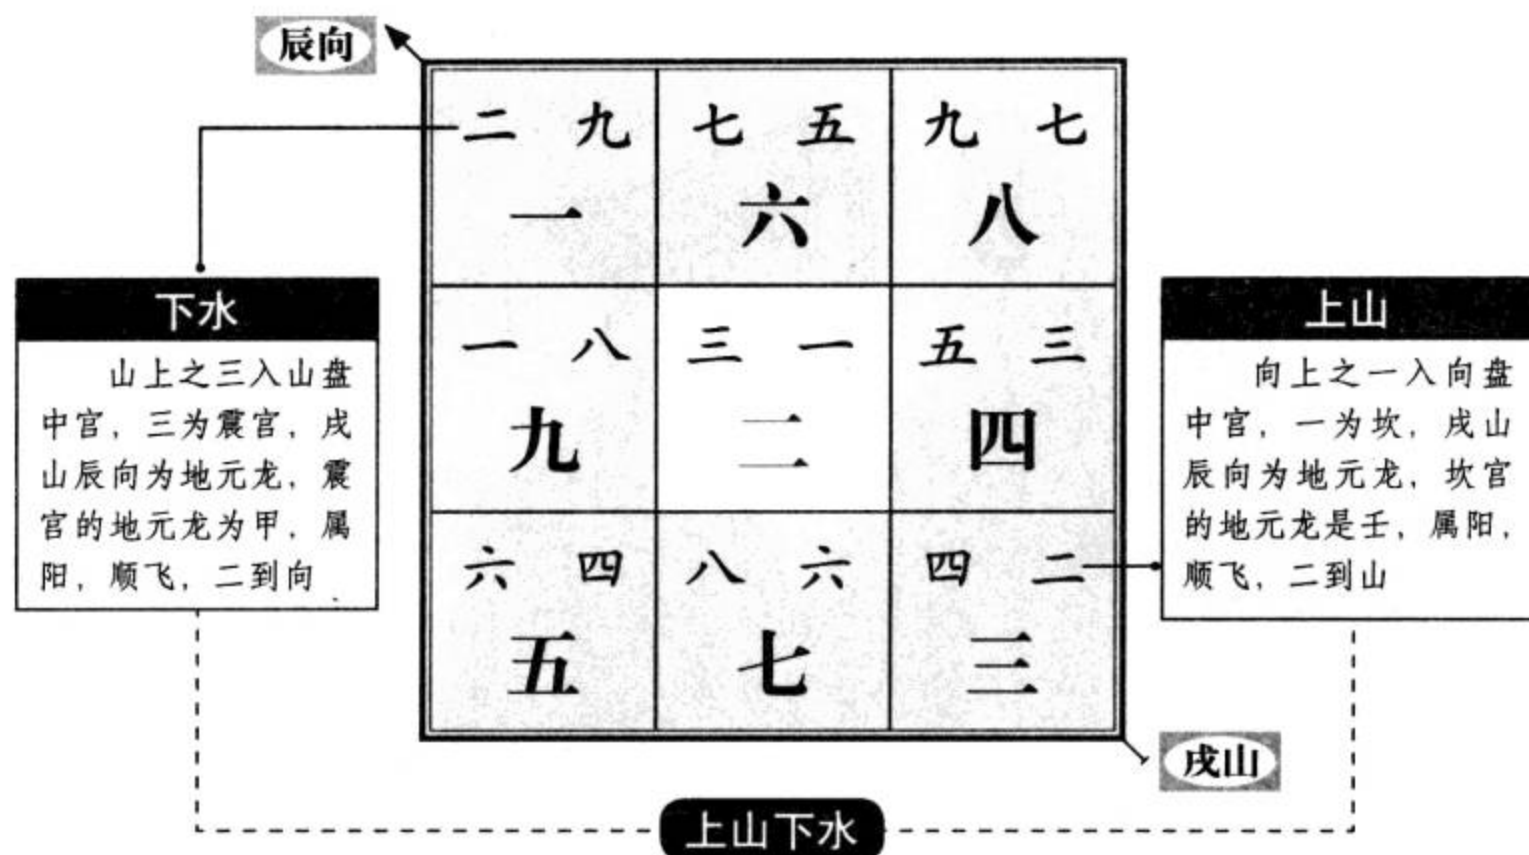 辰向
二 九 七 五 九 七
一 六 八
下水
山上之三入山盘
中宫，三为震宫，戌
山辰向为地元龙，震
宫的地元龙为甲，属
阳，顺飞，二到向
一 八 三 一 五 三
九 二 四
上山
向上之一入向盘
中宫，一为坎，戌山
辰向为地元龙，坎宫
的地元龙是壬，属阳，
顺飞，二到山
六 四 八 六 四 二
五 七 三
戌山
上山下水